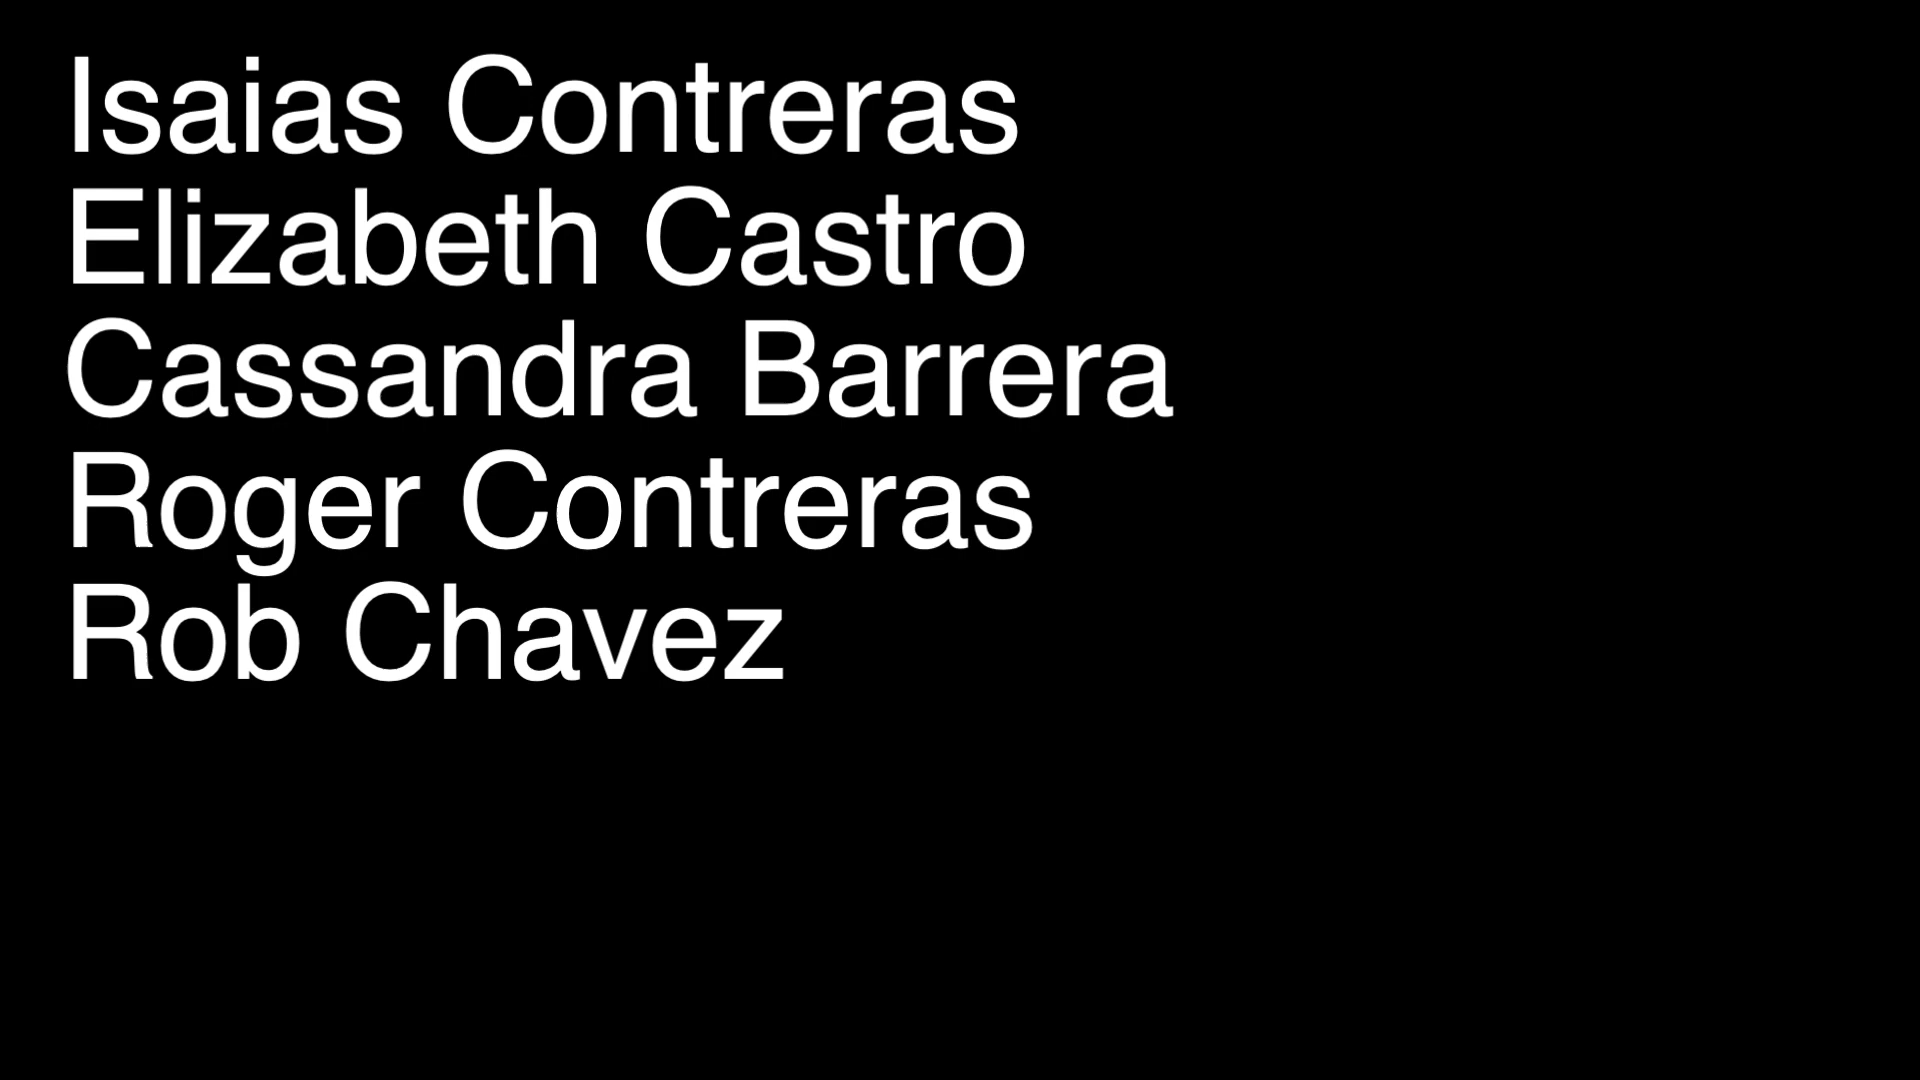 Isaias Contreras
Elizabeth Castro
Cassandra Barrera
Roger Contreras
Rob Chavez